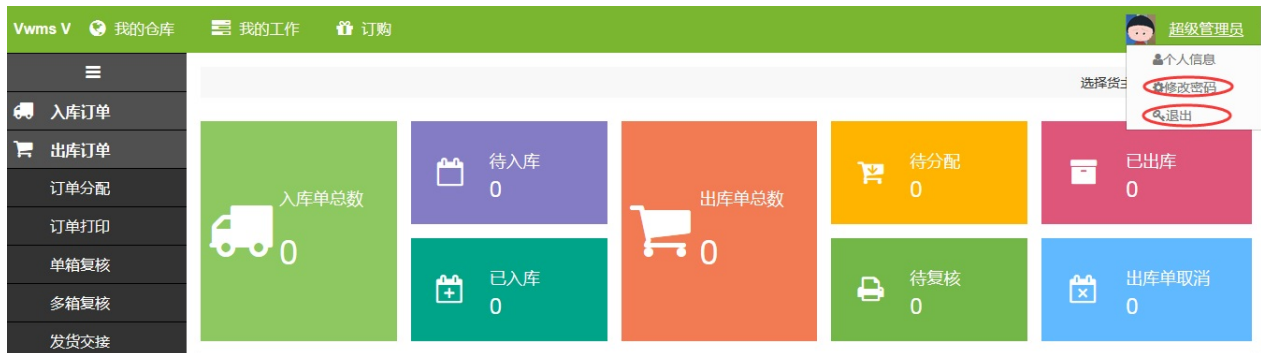 Vwms V 我的仓库 我的工作 订购 超级管理员
个人信息
修改密码
退出
选择货主
入库订单
出库订单
订单分配
订单打印
单箱复核
多箱复核
发货交接
入库单总数
0
待入库
0
已入库
0
出库单总数
0
待分配
0
待复核
0
已出库
0
出库单取消
0